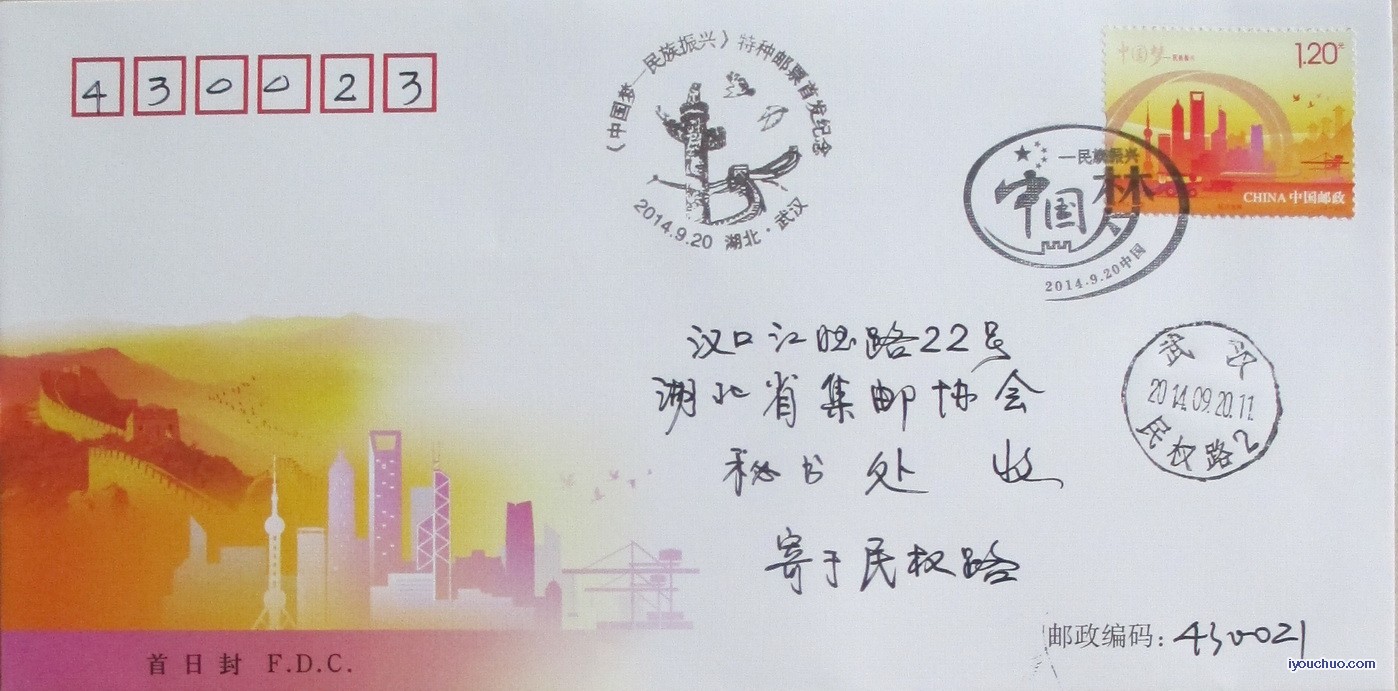 430023
《中国梦—民族振兴》特种邮票首发纪念
2014.9.20 湖北·武汉
中国梦
—民族振兴
1.20元
CHINA 中国邮政
—民族振兴
中国梦
2014.9.20中国
汉口江旺路22号
湖北省集邮协会
秘书处 收
寄于民权路
武汉
2014.09.20.11
民权路2
邮政编码：430021
首日封 F.D.C.
iyouchuo.com